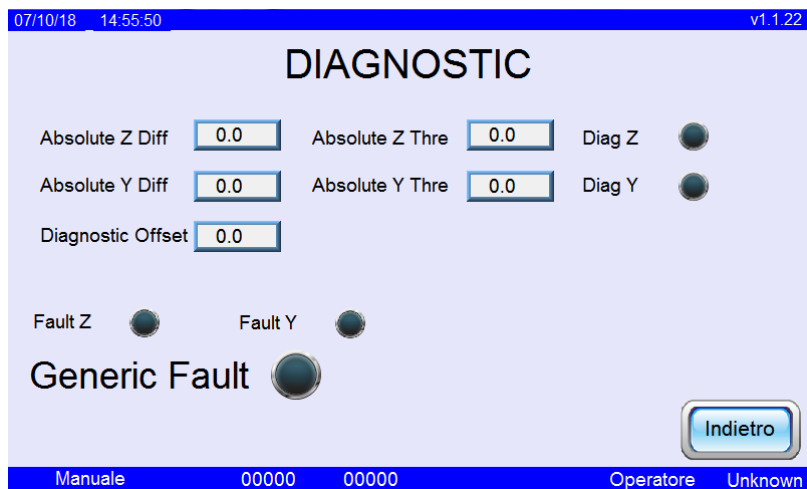 07/10/18 14:55:50 v1.1.22
DIAGNOSTIC
Absolute Z Diff 0.0 Absolute Z Thre 0.0 Diag Z
Absolute Y Diff 0.0 Absolute Y Thre 0.0 Diag Y
Diagnostic Offset 0.0
Fault Z Fault Y
Generic Fault
Indietro
Manuale 00000 00000 Operatore Unknown